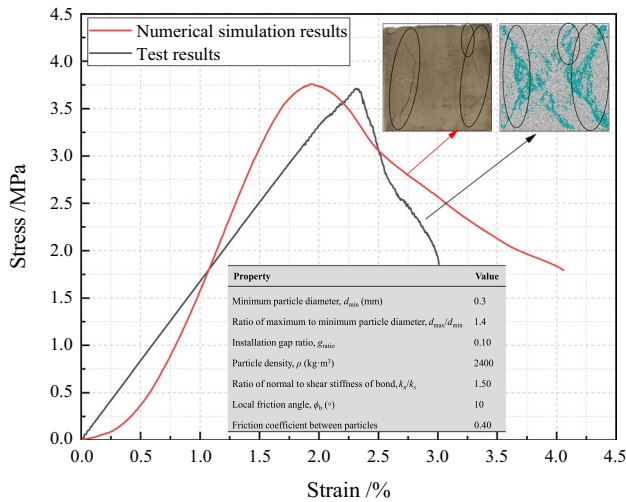 4.5
4.0
3.5
3.0
2.5
2.0
1.5
1.0
0.5
0.0
Stress /MPa
Numerical simulation results
Test results
Property Value
Minimum particle diameter, dmin (mm) 0.3
Ratio of maximum to minimum particle diameter, dmax/dmin 1.4
Installation gap ratio, gratio 0.10
Particle density, ρ (kg·m³) 2400
Ratio of normal to shear stiffness of bond, kn/ks 1.50
Local friction angle, ϕb (°) 10
Friction coefficient between particles 0.40
0.0 0.5 1.0 1.5 2.0 2.5 3.0 3.5 4.0 4.5
Strain /%